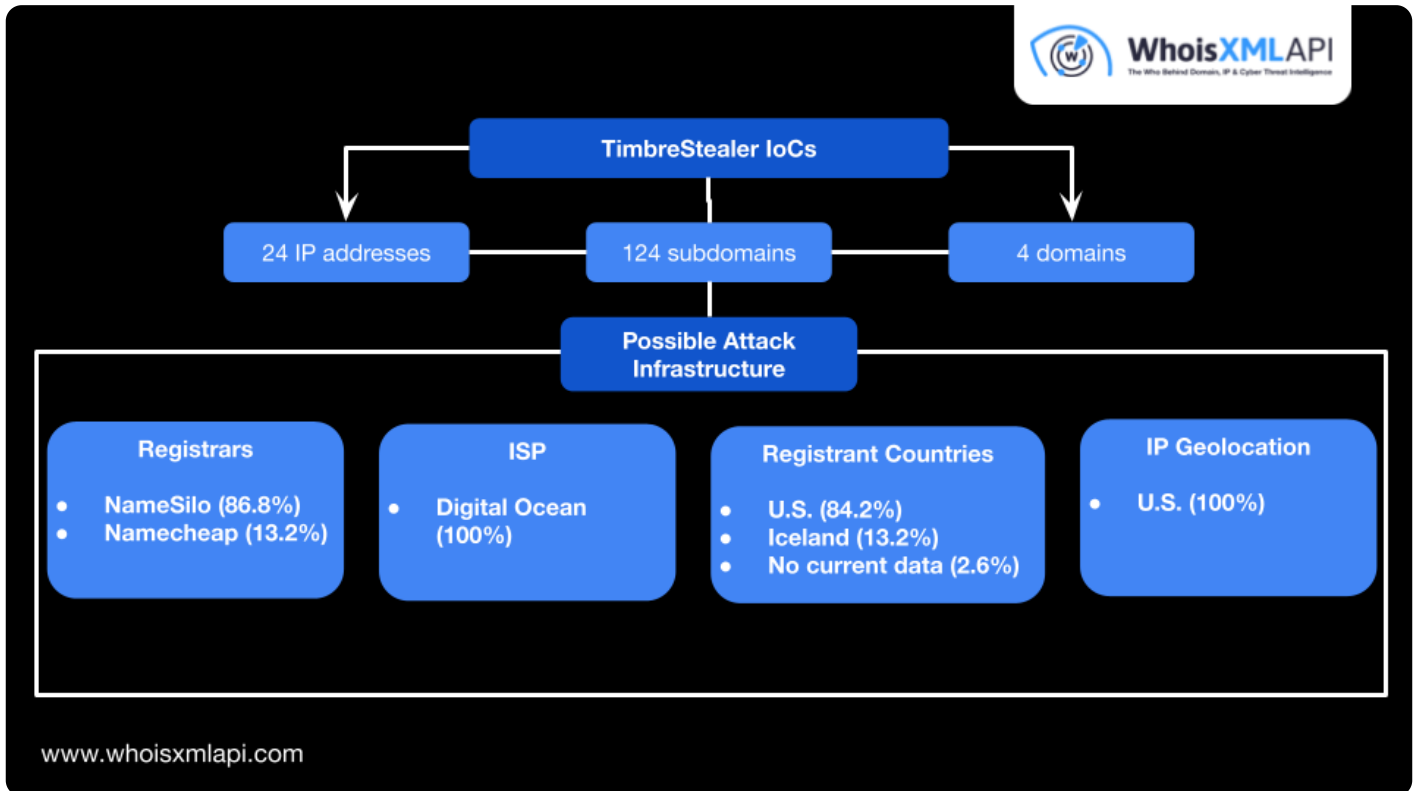 WhoisXMLAPI
The Who Behind Domain, IP & Cyber Threat Intelligence
TimbreStealer IoCs
24 IP addresses
124 subdomains
4 domains
Possible Attack
Infrastructure
Registrars
• NameSilo (86.8%)
• Namecheap (13.2%)
ISP
• Digital Ocean
(100%)
Registrant Countries
• U.S. (84.2%)
• Iceland (13.2%)
• No current data (2.6%)
IP Geolocation
• U.S. (100%)
www.whoisxmlapi.com